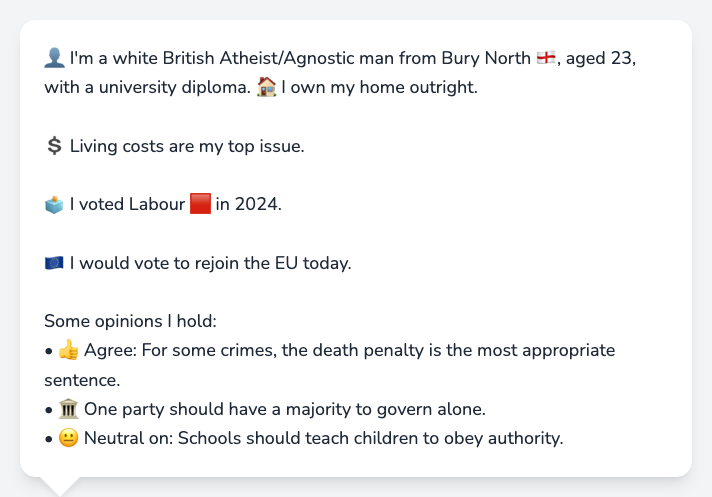 👤 I'm a white British Atheist/Agnostic man from Bury North 🏴󠁧󠁢󠁥󠁮󠁧󠁿, aged 23,
with a university diploma. 🏠 I own my home outright.
💲 Living costs are my top issue.
🗳️ I voted Labour 🟥 in 2024.
🇪🇺 I would vote to rejoin the EU today.
Some opinions I hold:
• 👍 Agree: For some crimes, the death penalty is the most appropriate
sentence.
• 🏛️ One party should have a majority to govern alone.
• 😐 Neutral on: Schools should teach children to obey authority.